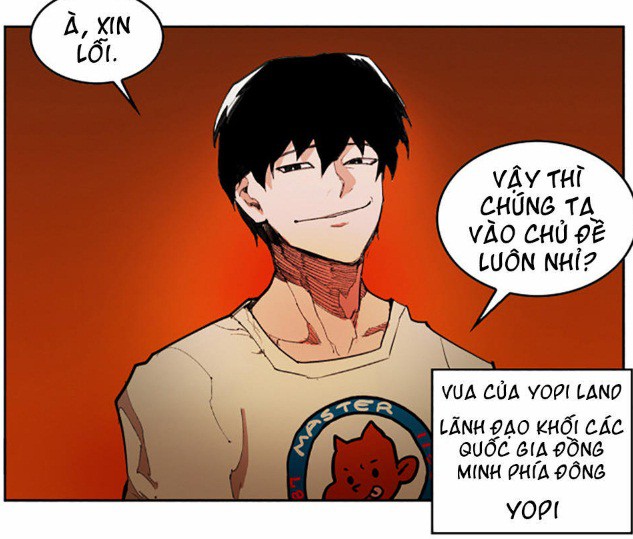 À, XIN
LỖI.
VẬY THÌ
CHÚNG TA
VÀO CHỦ ĐỀ
LUÔN NHỈ?
MASTER
VUA CỦA YOPI LAND
LÃNH ĐẠO KHỐI CÁC
QUỐC GIA ĐỒNG
MINH PHÍA ĐÔNG
YOPI